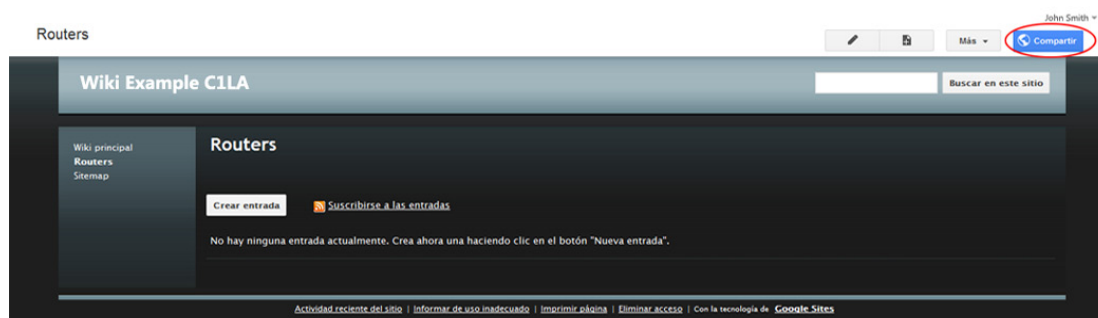 John Smith
Routers
Más
Compartir
Wiki Example C1LA
Buscar en este sitio
Wiki principal
Routers
Sitemap
Routers
Crear entrada
Suscribirse a las entradas
No hay ninguna entrada actualmente. Crea ahora una haciendo clic en el botón "Nueva entrada".
Actividad reciente del sitio | Informar de uso inadecuado | Imprimir página | Eliminar acceso | Con la tecnología de Google Sites